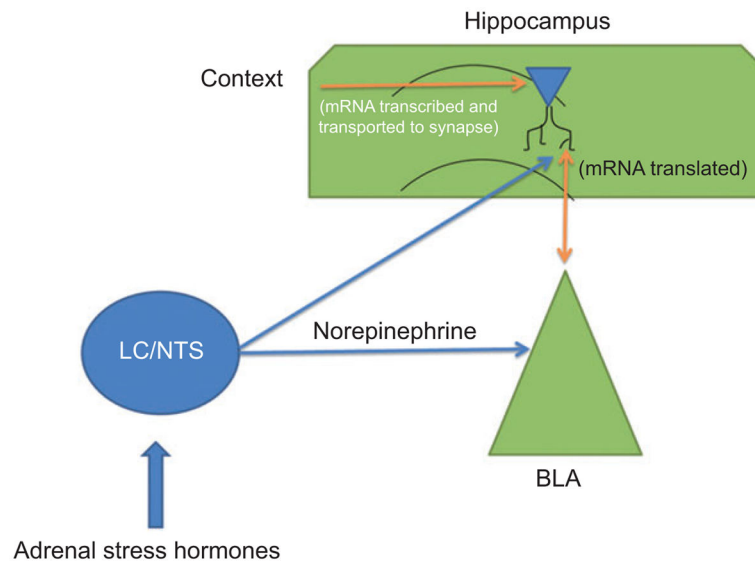 Hippocampus
Context
(mRNA transcribed and
transported to synapse)
(mRNA translated)
LC/NTS
Norepinephrine
BLA
Adrenal stress hormones